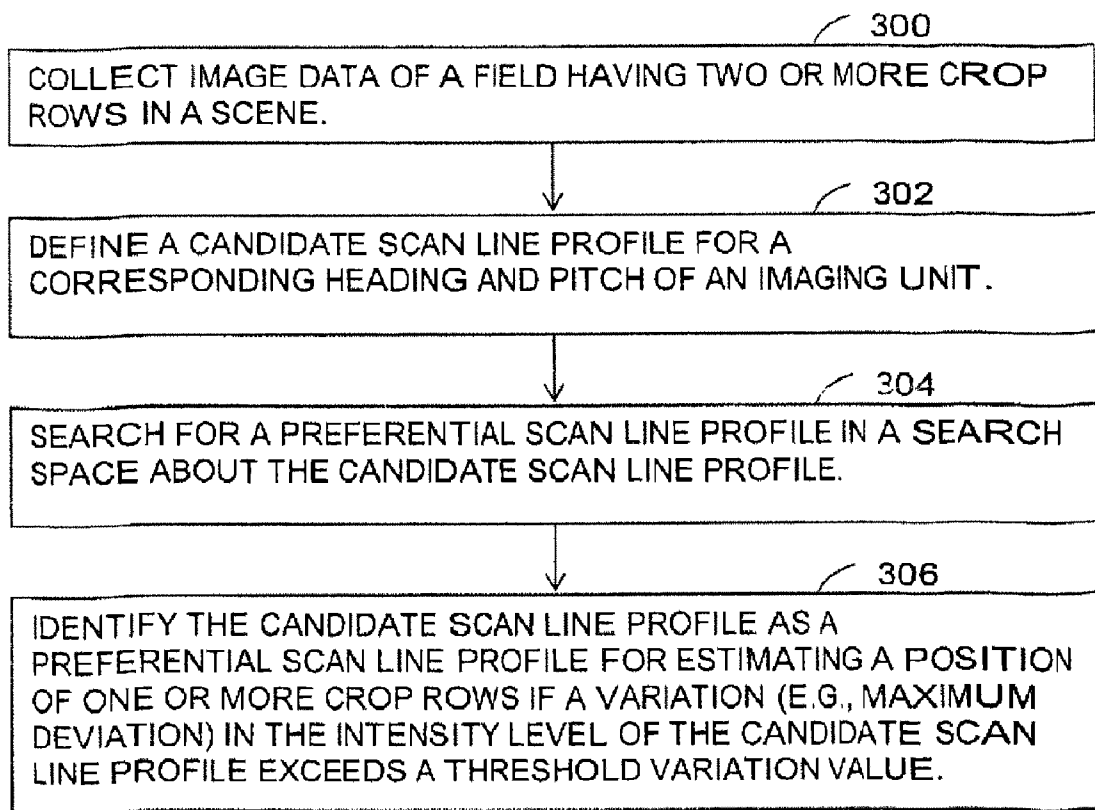 300
COLLECT IMAGE DATA OF A FIELD HAVING TWO OR MORE CROP
ROWS IN A SCENE.
302
DEFINE A CANDIDATE SCAN LINE PROFILE FOR A
CORRESPONDING HEADING AND PITCH OF AN IMAGING UNIT.
304
SEARCH FOR A PREFERENTIAL SCAN LINE PROFILE IN A SEARCH
SPACE ABOUT THE CANDIDATE SCAN LINE PROFILE.
306
IDENTIFY THE CANDIDATE SCAN LINE PROFILE AS A
PREFERENTIAL SCAN LINE PROFILE FOR ESTIMATING A POSITION
OF ONE OR MORE CROP ROWS IF A VARIATION (E.G., MAXIMUM
DEVIATION) IN THE INTENSITY LEVEL OF THE CANDIDATE SCAN
LINE PROFILE EXCEEDS A THRESHOLD VARIATION VALUE.